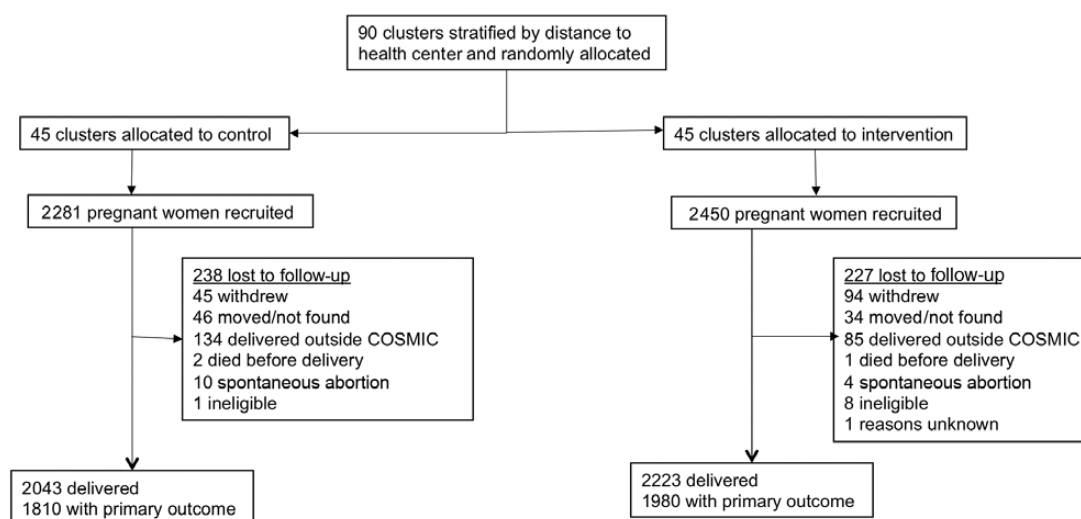 90 clusters stratified by distance to
health center and randomly allocated
45 clusters allocated to control
45 clusters allocated to intervention
2281 pregnant women recruited
2450 pregnant women recruited
238 lost to follow-up
45 withdrew
46 moved/not found
134 delivered outside COSMIC
2 died before delivery
10 spontaneous abortion
1 ineligible
227 lost to follow-up
94 withdrew
34 moved/not found
85 delivered outside COSMIC
1 died before delivery
4 spontaneous abortion
8 ineligible
1 reasons unknown
2043 delivered
1810 with primary outcome
2223 delivered
1980 with primary outcome